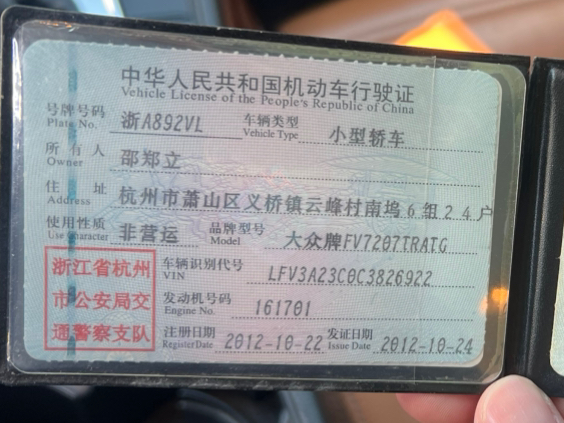 中华人民共和国机动车行驶证
Vehicle License of the People's Republic of China
号牌号码 浙A892VL 车辆类型 小型轿车
Plate No. Vehicle Type
所有人 邵郑立
Owner
住址 杭州市萧山区义桥镇云峰村南坞6组24户
Address
使用性质 非营运 品牌型号 大众牌FV7207TRATG
Use Character Model
浙江省杭州
市公安局交
通警察支队
车辆识别代号 LFV3A23C0C3826922
VIN
发动机号码 161701
Engine No.
注册日期 2012-10-22 发证日期 2012-10-24
Register Date Issue Date